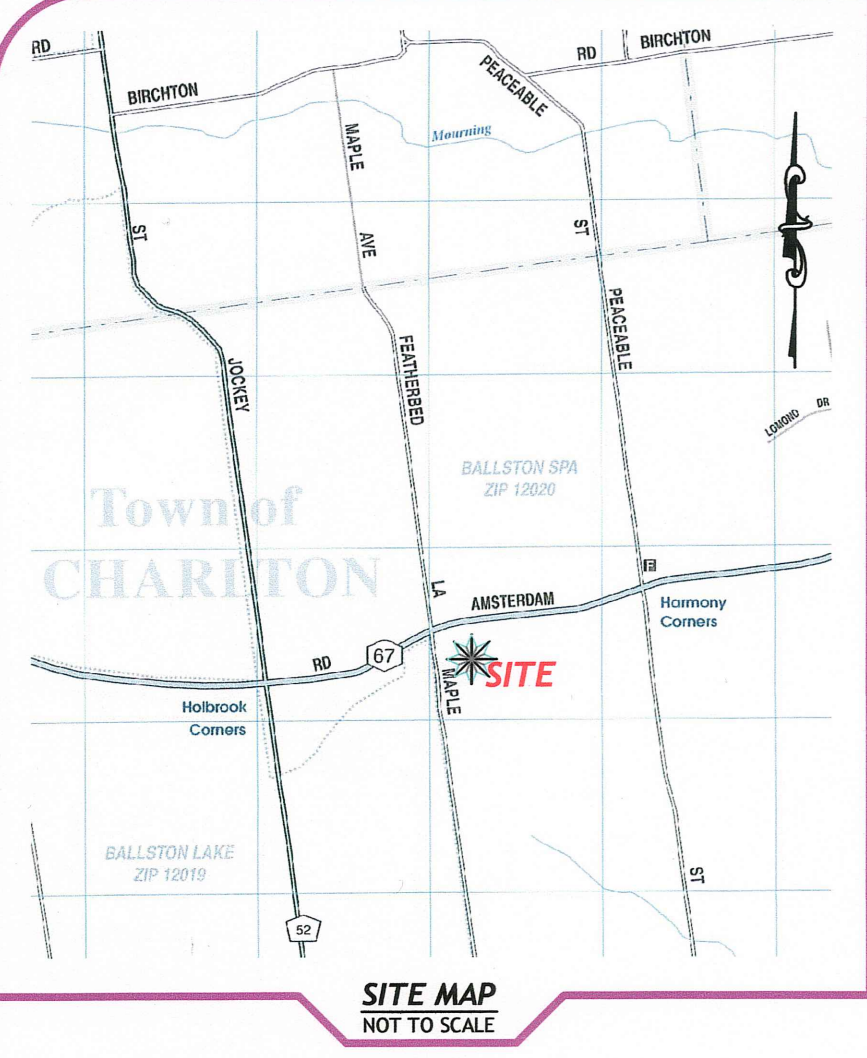 RD
BIRCHTON
RD
BIRCHTON
PEACEABLE
MAPLE
Mourning
ST
AVE
ST
PEACEABLE
FEATHERBED
JOCKEY
LOMOND DR
BALLSTON SPA
ZIP 12020
Town of
CHARLTON
F
LA
AMSTERDAM
Harmony
Corners
67
RD
SITE
MAPLE
Holbrook
Corners
BALLSTON LAKE
ZIP 12019
ST
52
SITE MAP
NOT TO SCALE